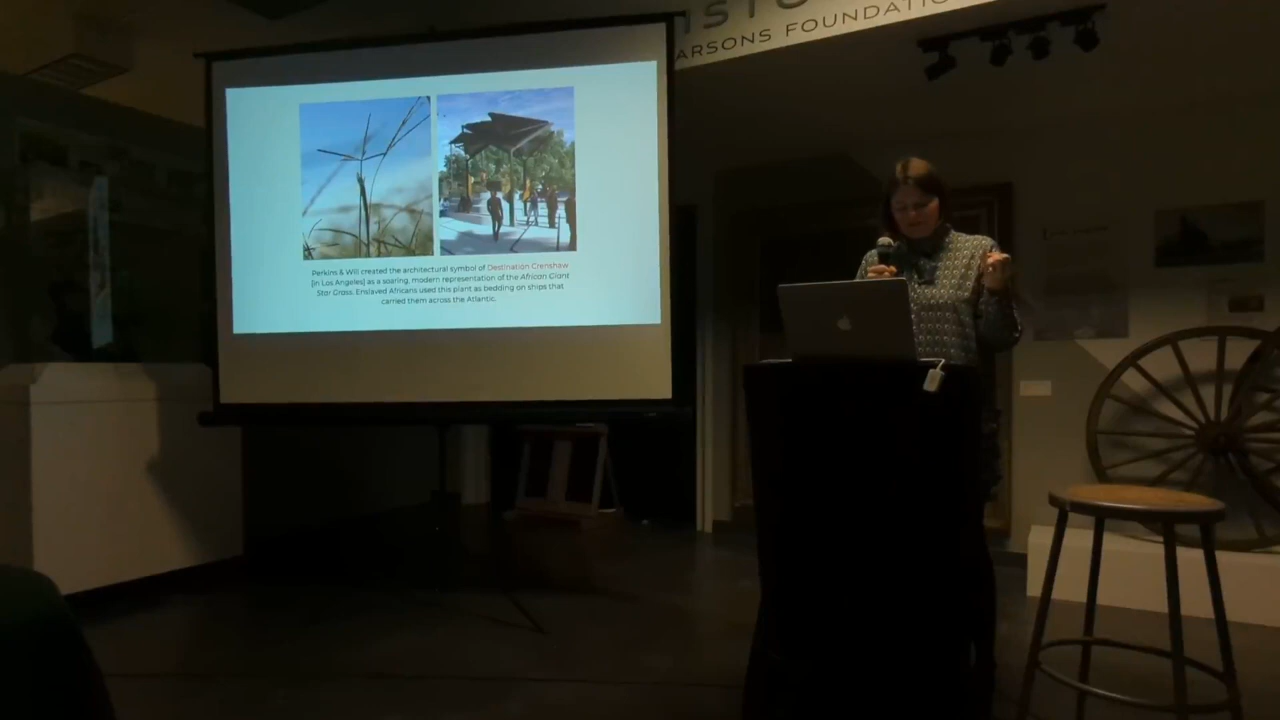 ARSONS FOUNDATIO
Perkins & Will created the architectural symbol of Destination Crenshaw
[in Los Angeles] as a soaring, modern representation of the African Giant
Star Grass. Enslaved Africans used this plant as bedding on ships that
carried them across the Atlantic.